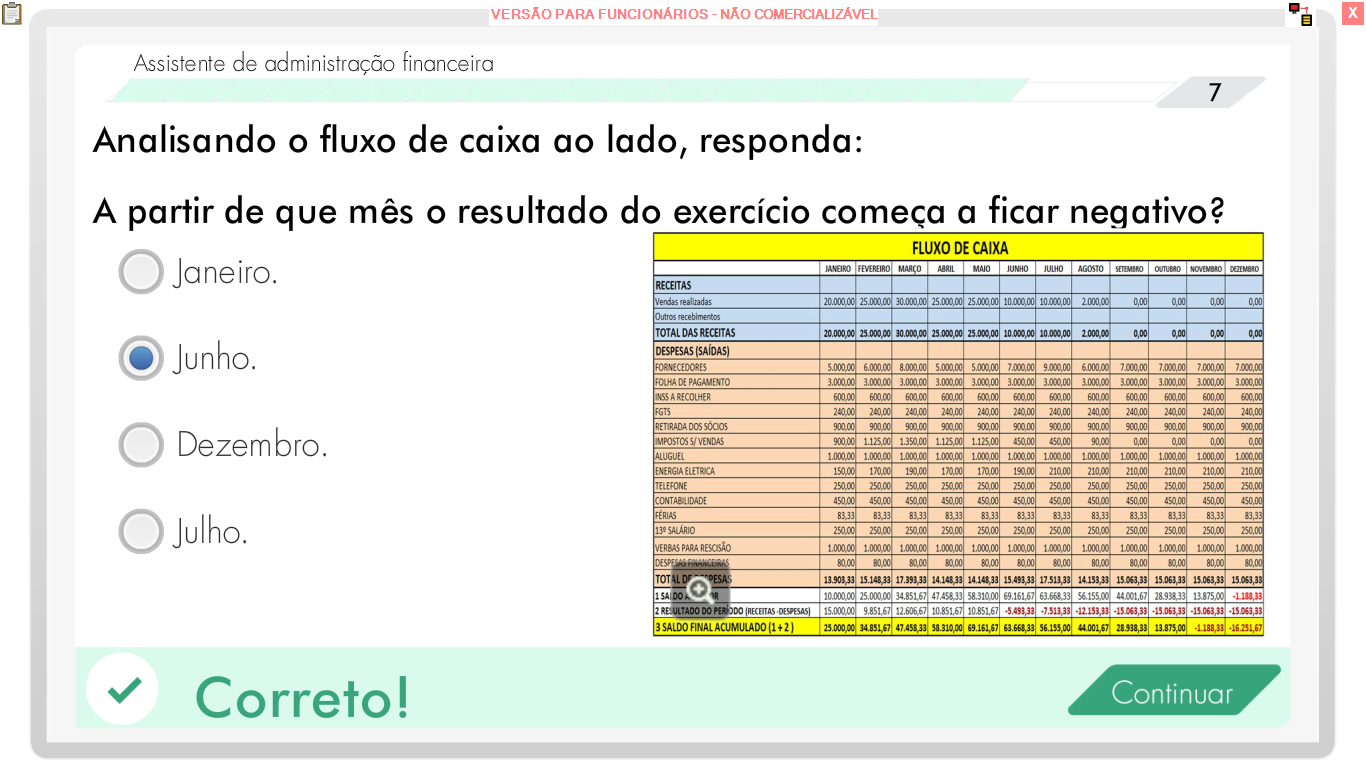 VERSÃO PARA FUNCIONÁRIOS - NÃO COMERCIALIZÁVEL
X
Assistente de administração financeira
7
Analisando o fluxo de caixa ao lado, responda:
A partir de que mês o resultado do exercício começa a ficar negativo?
Janeiro.
Junho.
Dezembro.
Julho.
FLUXO DE CAIXA
JANEIRO FEVEREIRO MARÇO ABRIL MAIO JUNHO JULHO AGOSTO SETEMBRO OUTUBRO NOVEMBRO DEZEMBRO
RECEITAS
Vendas realizadas 20.000,00 25.000,00 30.000,00 25.000,00 25.000,00 10.000,00 10.000,00 2.000,00 0,00 0,00 0,00 0,00
Outros recebimentos
TOTAL DAS RECEITAS 20.000,00 25.000,00 30.000,00 25.000,00 25.000,00 10.000,00 10.000,00 2.000,00 0,00 0,00 0,00 0,00
DESPESAS (SAÍDAS)
FORNECEDORES 5.000,00 6.000,00 8.000,00 5.000,00 5.000,00 7.000,00 9.000,00 6.000,00 7.000,00 7.000,00 7.000,00 7.000,00
FOLHA DE PAGAMENTO 3.000,00 3.000,00 3.000,00 3.000,00 3.000,00 3.000,00 3.000,00 3.000,00 3.000,00 3.000,00 3.000,00 3.000,00
INSS A RECOLHER 600,00 600,00 600,00 600,00 600,00 600,00 600,00 600,00 600,00 600,00 600,00 600,00
FGTS 240,00 240,00 240,00 240,00 240,00 240,00 240,00 240,00 240,00 240,00 240,00 240,00
RETIRADA DOS SÓCIOS 900,00 900,00 900,00 900,00 900,00 900,00 900,00 900,00 900,00 900,00 900,00 900,00
IMPOSTOS S/ VENDAS 900,00 1.125,00 1.350,00 1.125,00 1.125,00 450,00 450,00 90,00 0,00 0,00 0,00 0,00
ALUGUEL 1.000,00 1.000,00 1.000,00 1.000,00 1.000,00 1.000,00 1.000,00 1.000,00 1.000,00 1.000,00 1.000,00 1.000,00
ENERGIA ELETRICA 150,00 170,00 190,00 170,00 170,00 190,00 210,00 210,00 210,00 210,00 210,00 210,00
TELEFONE 250,00 250,00 250,00 250,00 250,00 250,00 250,00 250,00 250,00 250,00 250,00 250,00
CONTABILIDADE 450,00 450,00 450,00 450,00 450,00 450,00 450,00 450,00 450,00 450,00 450,00 450,00
FÉRIAS 83,33 83,33 83,33 83,33 83,33 83,33 83,33 83,33 83,33 83,33 83,33 83,33
13º SALÁRIO 250,00 250,00 250,00 250,00 250,00 250,00 250,00 250,00 250,00 250,00 250,00 250,00
VERBAS PARA RESCISÃO 1.000,00 1.000,00 1.000,00 1.000,00 1.000,00 1.000,00 1.000,00 1.000,00 1.000,00 1.000,00 1.000,00 1.000,00
DESPESAS FINANCEIRAS 80,00 80,00 80,00 80,00 80,00 80,00 80,00 80,00 80,00 80,00 80,00 80,00
TOTAL DE DESPESAS 13.903,33 15.148,33 17.393,33 14.148,33 14.148,33 15.493,33 17.513,33 14.153,33 15.063,33 15.063,33 15.063,33 15.063,33
1 SALDO 10.000,00 25.000,00 34.851,67 47.458,33 58.310,00 69.161,67 63.668,33 56.155,00 44.001,67 28.938,33 13.875,00 -1.188,33
2 RESULTADO DO PERÍODO (RECEITAS -DESPESAS) 15.000,00 9.851,67 12.606,67 10.851,67 10.851,67 -5.493,33 -7.513,33 -12.153,33 -15.063,33 -15.063,33 -15.063,33 -15.063,33
3 SALDO FINAL ACUMULADO (1 + 2 ) 25.000,00 34.851,67 47.458,33 58.310,00 69.161,67 63.668,33 56.155,00 44.001,67 28.938,33 13.875,00 -1.188,33 -16.251,67
Correto!
Continuar